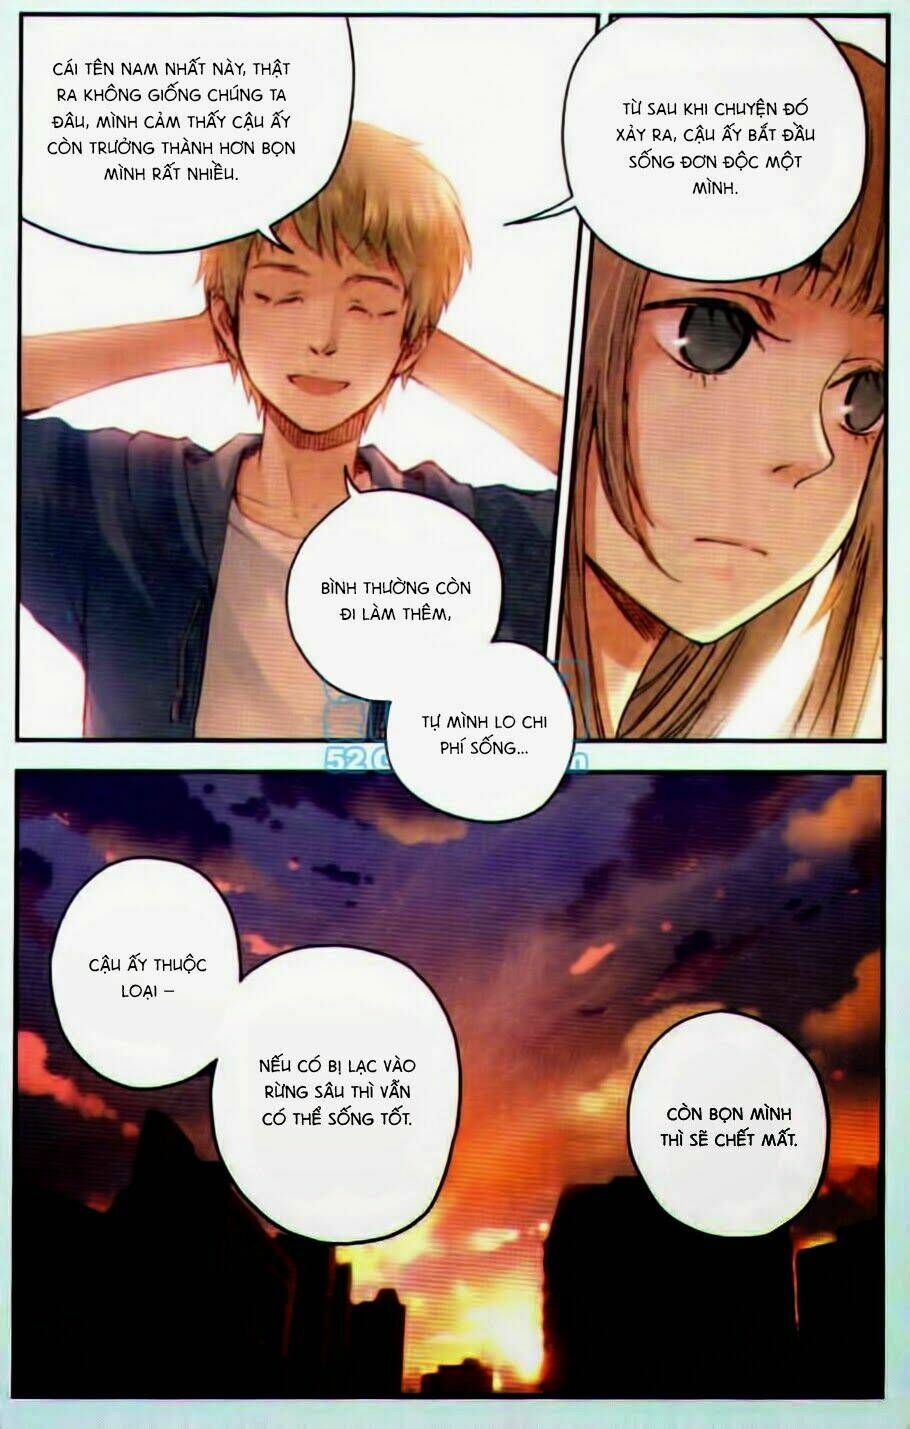 CÁI TÊN NAM NHẤT NÀY, THẬT
RA KHÔNG GIỐNG CHÚNG TA
ĐÂU, MÌNH CẢM THẤY CẬU ẤY
CÒN TRƯỞNG THÀNH HƠN BỌN
MÌNH RẤT NHIỀU.
TỪ SAU KHI CHUYỆN ĐÓ
XẢY RA, CẬU ẤY BẮT ĐẦU
SỐNG ĐƠN ĐỘC MỘT
MÌNH.
BÌNH THƯỜNG CÒN
ĐI LÀM THÊM,
TỰ MÌNH LO CHI
PHÍ SỐNG...
52
CẬU ẤY THUỘC
LOẠI –
NẾU CÓ BỊ LẠC VÀO
RỪNG SÂU THÌ VẪN
CÓ THỂ SỐNG TỐT.
CÒN BỌN MÌNH
THÌ SẼ CHẾT MẤT.